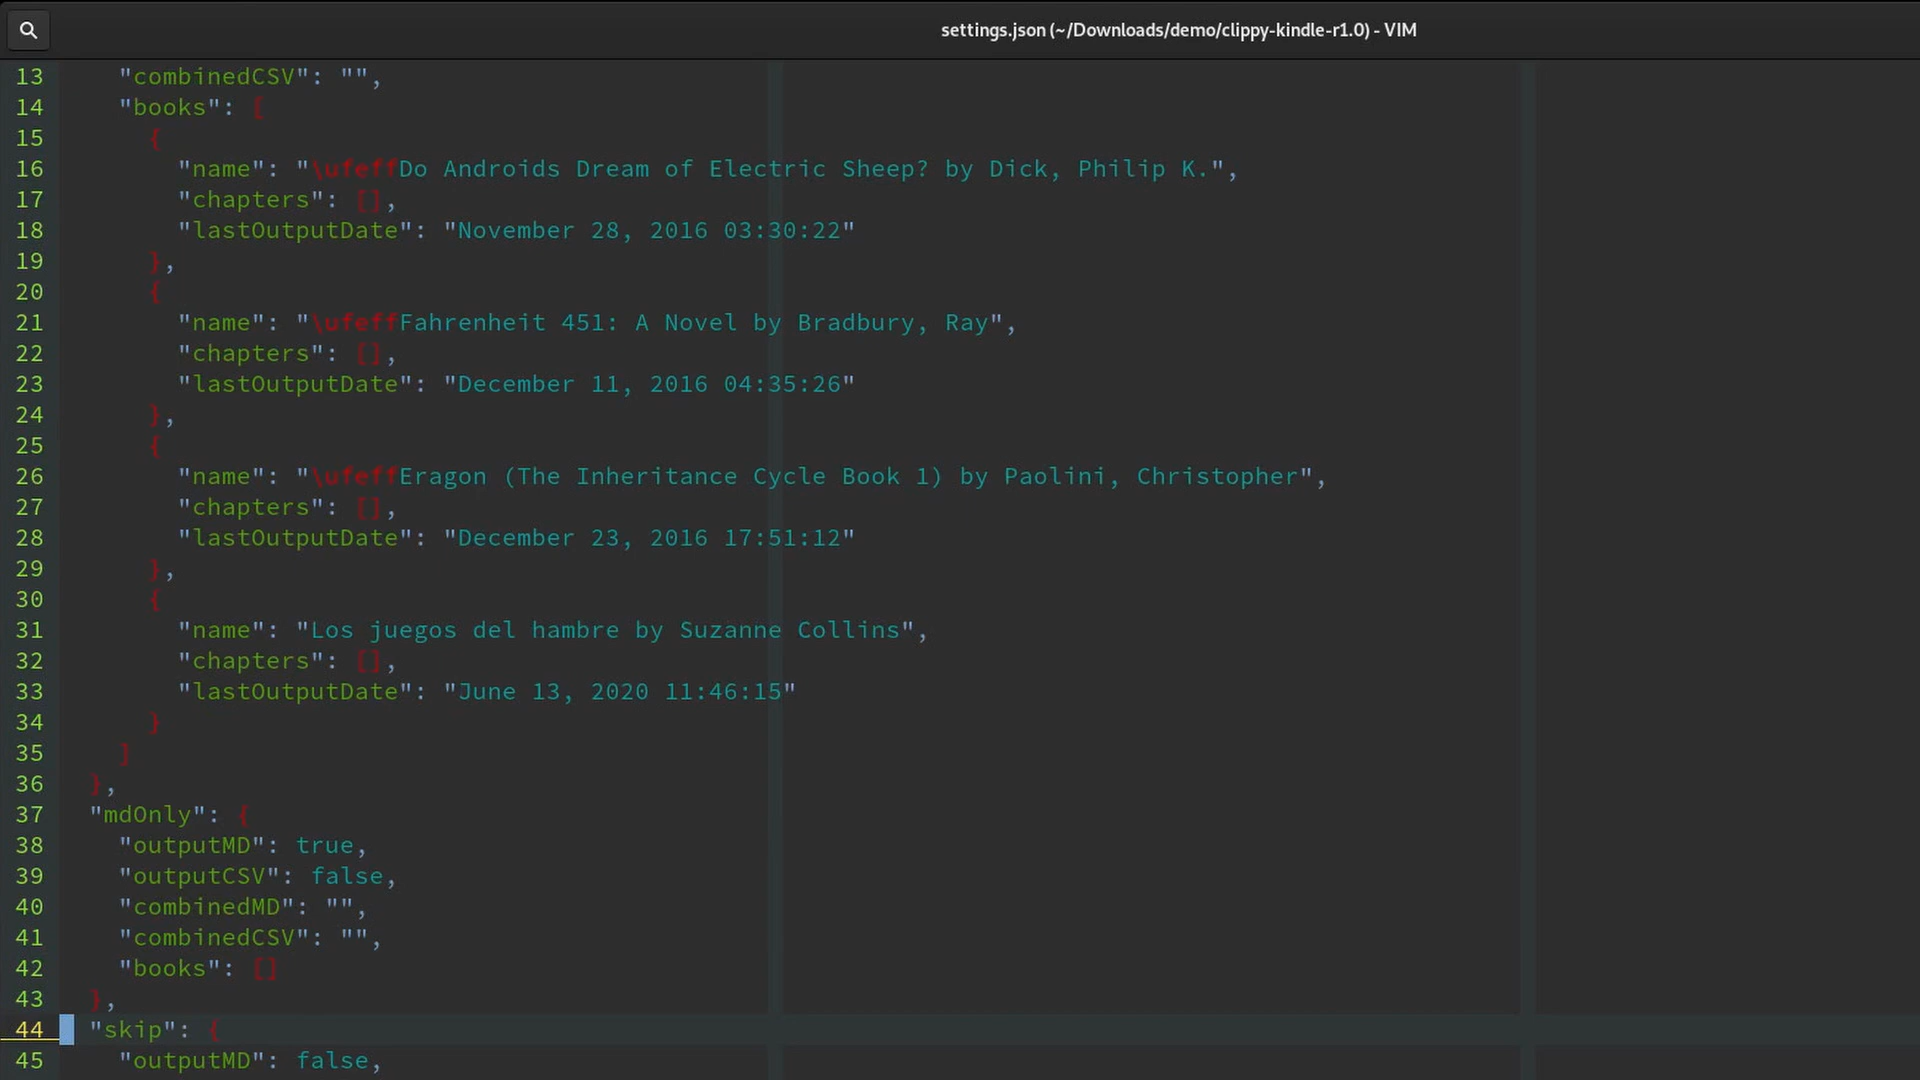 settings.json (~/Downloads/demo/clippy-kindle-r1.0) - VIM
13     "combinedCSV": "",
14     "books": [
15       {
16         "name": "\ufeffDo Androids Dream of Electric Sheep? by Dick, Philip K.",
17         "chapters": [],
18         "lastOutputDate": "November 28, 2016 03:30:22"
19       },
20       {
21         "name": "\ufeffFahrenheit 451: A Novel by Bradbury, Ray",
22         "chapters": [],
23         "lastOutputDate": "December 11, 2016 04:35:26"
24       },
25       {
26         "name": "\ufeffEragon (The Inheritance Cycle Book 1) by Paolini, Christopher",
27         "chapters": [],
28         "lastOutputDate": "December 23, 2016 17:51:12"
29       },
30       {
31         "name": "Los juegos del hambre by Suzanne Collins",
32         "chapters": [],
33         "lastOutputDate": "June 13, 2020 11:46:15"
34       }
35     ]
36   },
37   "mdOnly": {
38     "outputMD": true,
39     "outputCSV": false,
40     "combinedMD": "",
41     "combinedCSV": "",
42     "books": []
43   },
44   "skip": {
45     "outputMD": false,